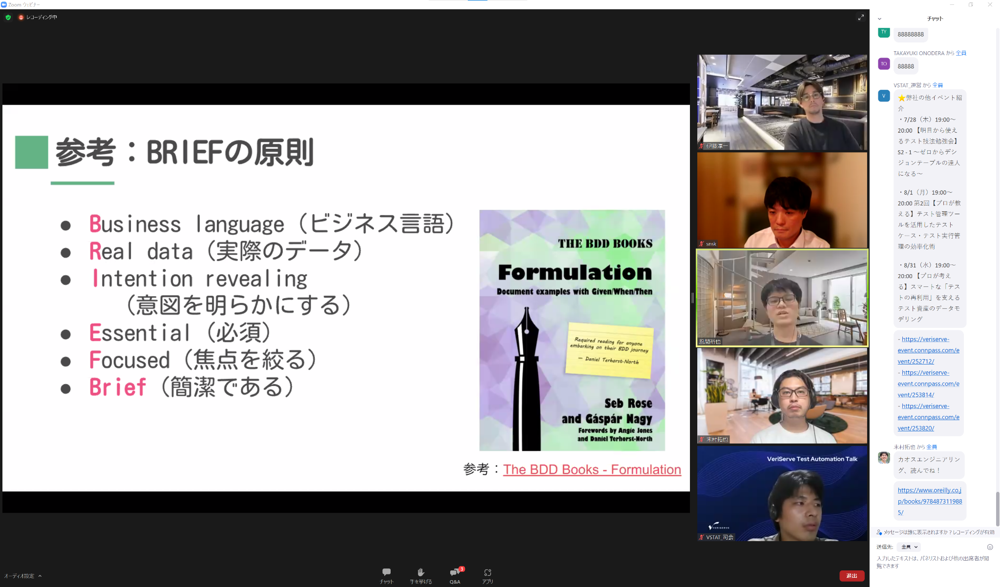 Zoom ウェビナー
レコーディング中
参考：BRIEFの原則
● Business language（ビジネス言語）
● Real data（実際のデータ）
● Intention revealing
（意図を明らかにする）
● Essential（必須）
● Focused（焦点を絞る）
● Brief（簡潔である）
THE BDD BOOKS
Formulation
Document examples with Given/When/Then
Required reading for anyone
embarking on their BDD journey
— Daniel Terhorst-North
Seb Rose
and Gáspár Nagy
Forewords by Angie Jones
and Daniel Terhorst-North
参考：The BDD Books - Formulation
伊藤淳一
snsk
風間裕也
末村拓也
VeriServe Test Automation Talk
VERISERVE
VSTAT_司会
チャット
TY
88888888
TAKAYUKI ONODERA から 全員
TO
88888
VSTAT_運営 から 全員
V
⭐弊社の他イベント紹
介
・7/28（木）19:00～
20:00 【明日から使え
るテスト技法勉強会】
S2 - 1 ～ゼロからデシ
ジョンテーブルの達人
になる～
・8/1（月）19:00～
20:00 第2回【プロが教
える】テスト管理ツー
ルを活用したテスト
ケース・テスト実行管
理の効率化術
・8/31（水）19:00～
20:00 【プロが考え
る】スマートな「テス
トの再利用」を支える
テスト資産のデータモ
デリング
- https://veriserve-
event.connpass.com/e
vent/252712/
- https://veriserve-
event.connpass.com/e
vent/253814/
- https://veriserve-
event.connpass.com/e
vent/253820/
末村拓也 から 全員
カオスエンジニアリン
グ、読んでね！
https://www.oreilly.co.j
p/books/978487311988
5/
メッセージは誰に表示されますか？レコーディングが有効
送信先: 全員
入力したテキストは、パネリストおよび他の出席者が閲
覧できます
オーディオ設定
チャット
手を挙げる
3
Q&A
アプリ
退出